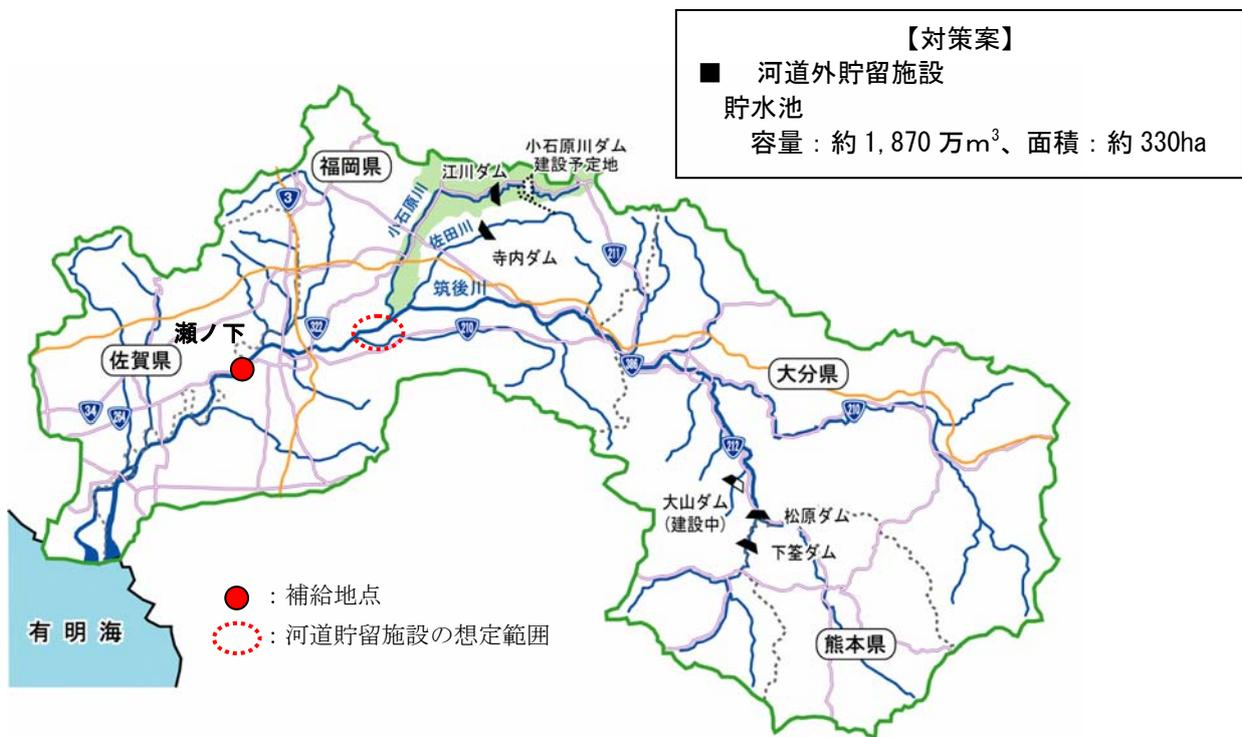 【対策案】
■ 河道外貯留施設
貯水池
容量：約1,870万m³、面積：約330ha
小石原川ダム
建設予定地
江川ダム
福岡県
3
小石原川
佐田川
寺内ダム
211
筑後川
322
210
瀬ノ下
佐賀県
386
大分県
34
264
210
212
大山ダム
(建設中)
松原ダム
下筌ダム
：補給地点
：河道貯留施設の想定範囲
有明海
熊本県